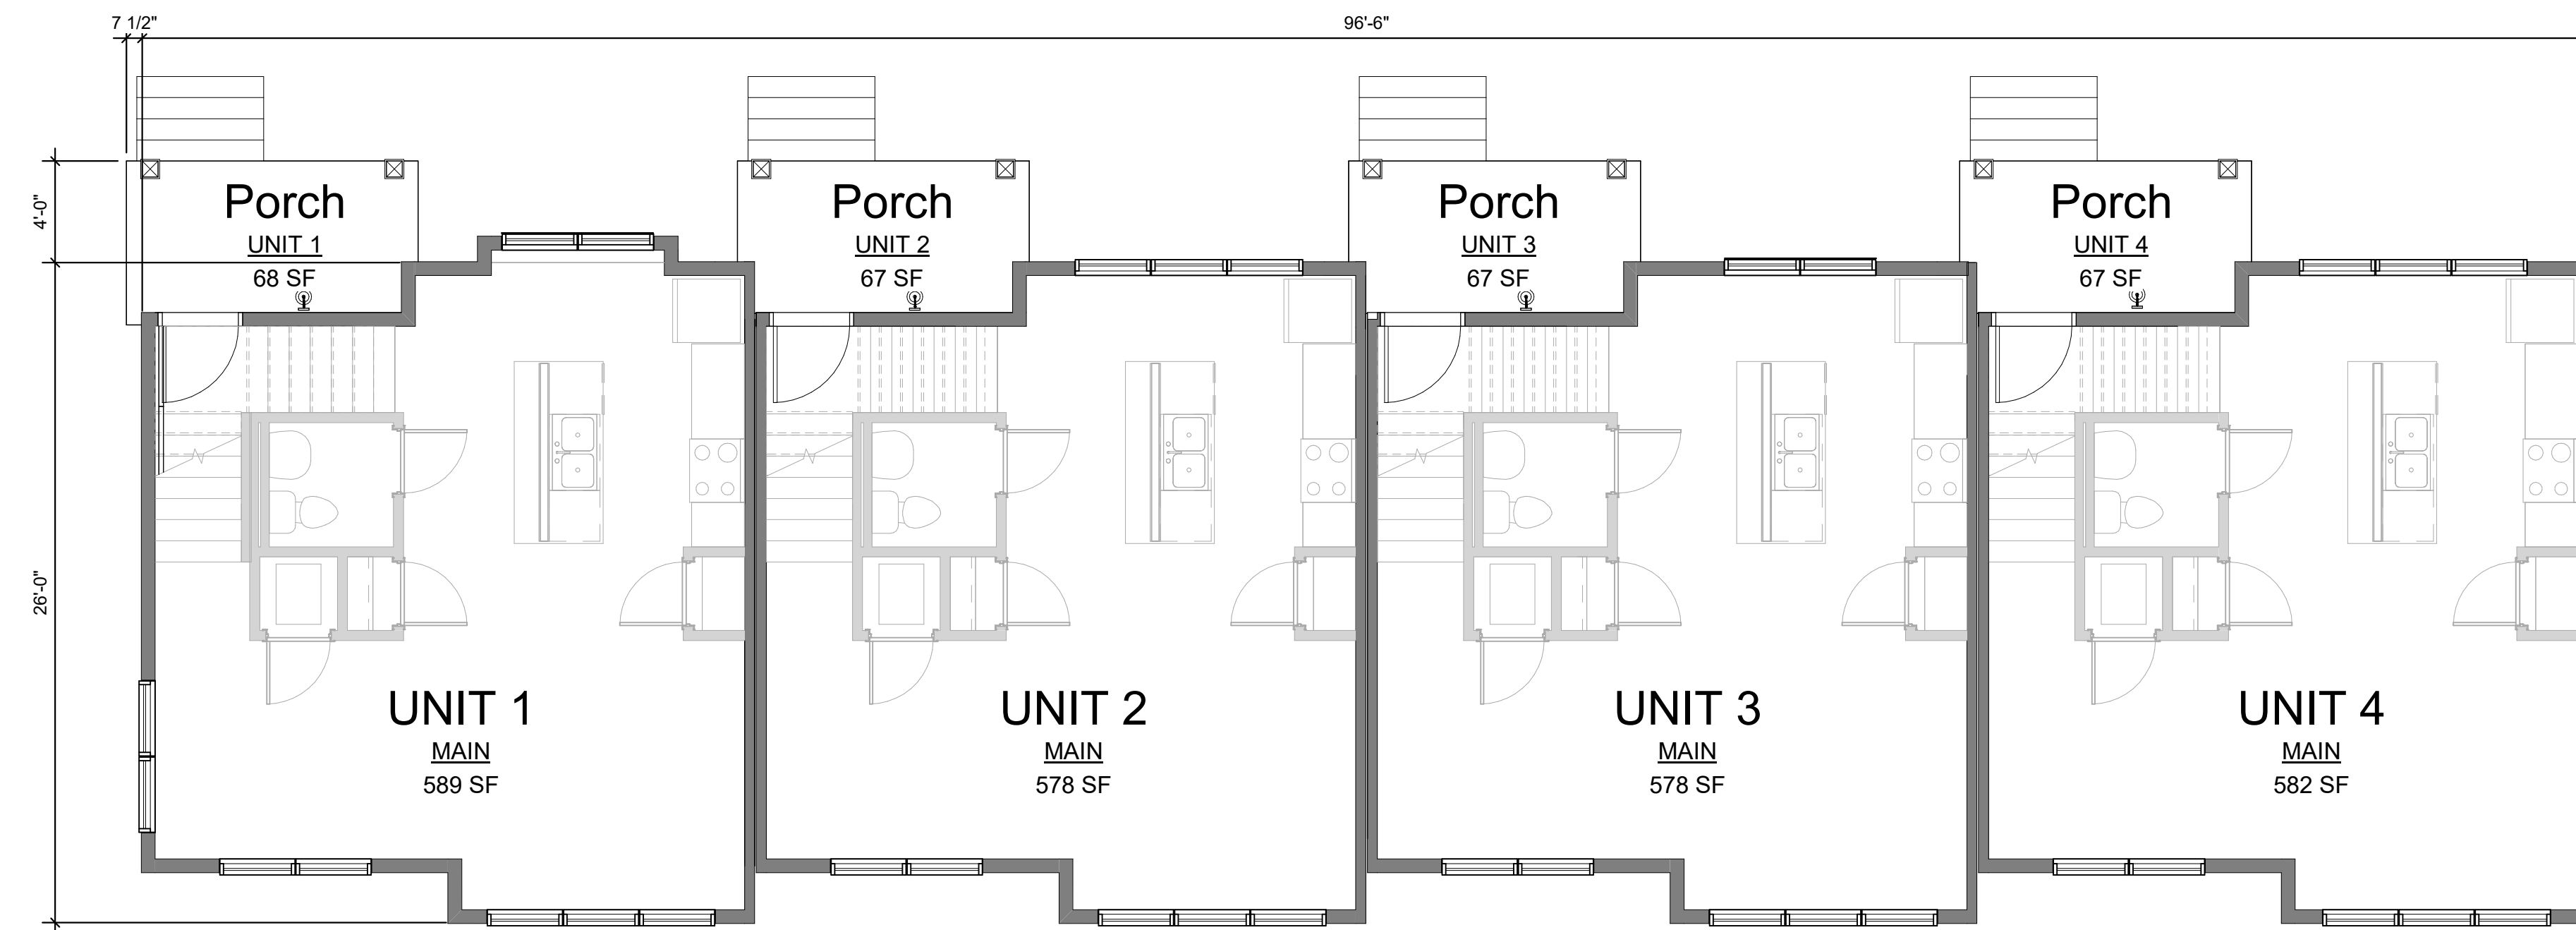 7 1/2"
96'-6"
4'-0"
26'-0"
Porch
UNIT 1
68 SF
Porch
UNIT 2
67 SF
Porch
UNIT 3
67 SF
Porch
UNIT 4
67 SF
UNIT 1
MAIN
589 SF
UNIT 2
MAIN
578 SF
UNIT 3
MAIN
578 SF
UNIT 4
MAIN
582 SF